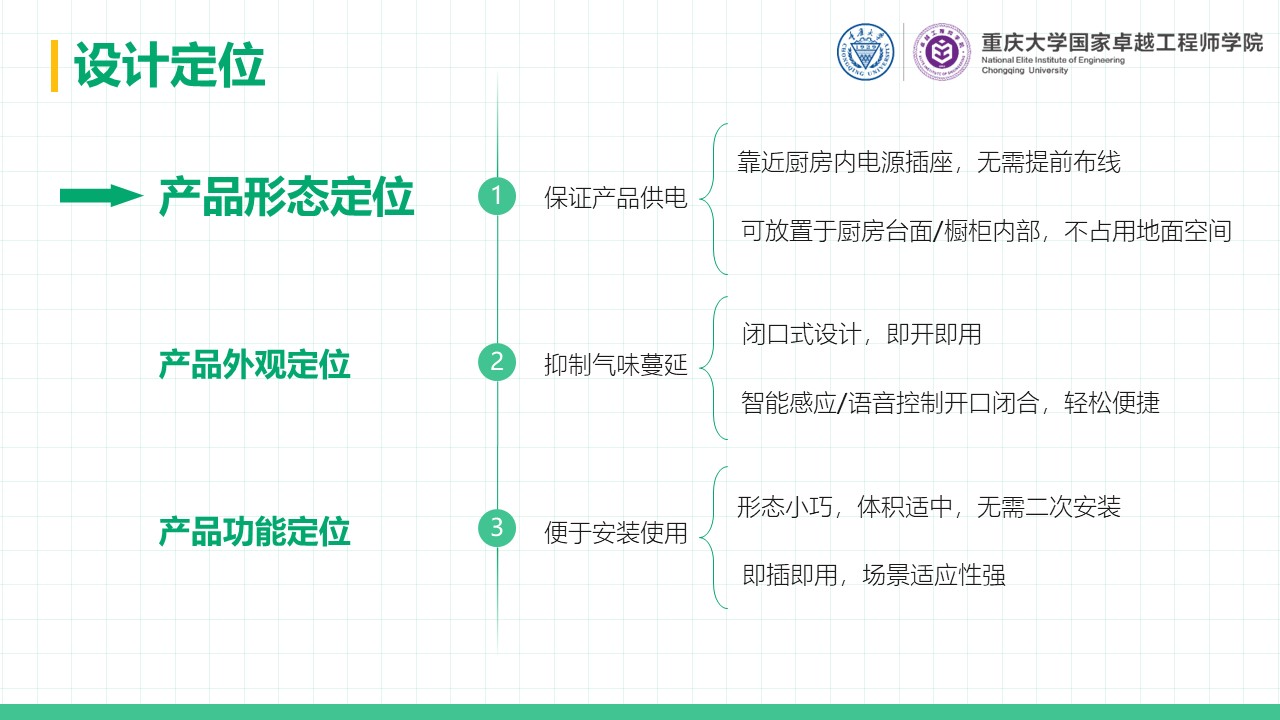 设计定位
重庆大学国家卓越工程师学院
National Elite Institute of Engineering
Chongqing University
产品形态定位
1
保证产品供电
靠近厨房内电源插座，无需提前布线
可放置于厨房台面/橱柜内部，不占用地面空间
产品外观定位
2
抑制气味蔓延
闭口式设计，即开即用
智能感应/语音控制开口闭合，轻松便捷
产品功能定位
3
便于安装使用
形态小巧，体积适中，无需二次安装
即插即用，场景适应性强